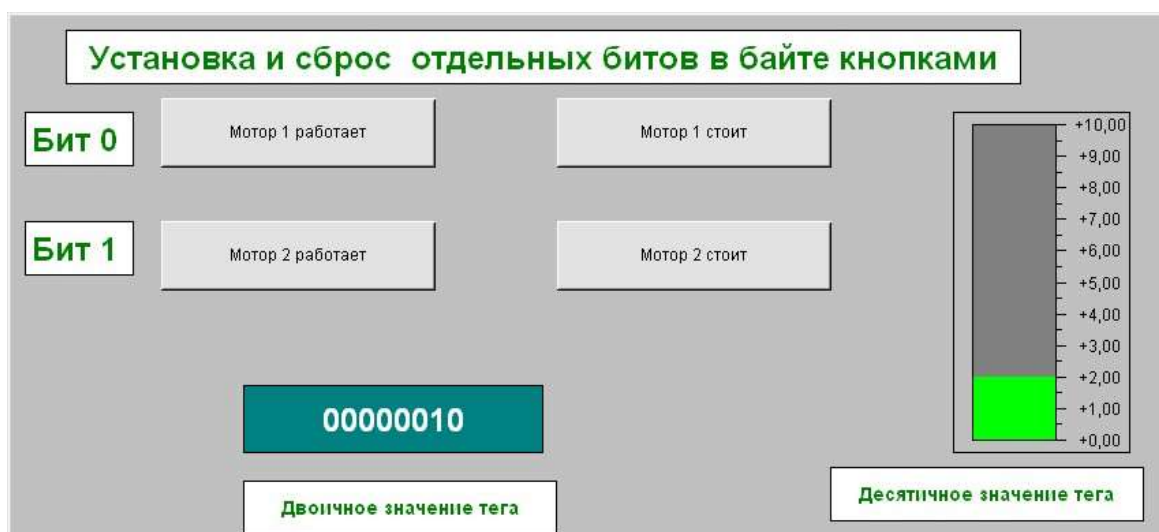 Установка и сброс отдельных битов в байте кнопками
Бит 0
Мотор 1 работает
Мотор 1 стоит
Бит 1
Мотор 2 работает
Мотор 2 стоит
+10,00
+9,00
+8,00
+7,00
+6,00
+5,00
+4,00
+3,00
+2,00
+1,00
+0,00
00000010
Двоичное значение тега
Десятичное значение тега